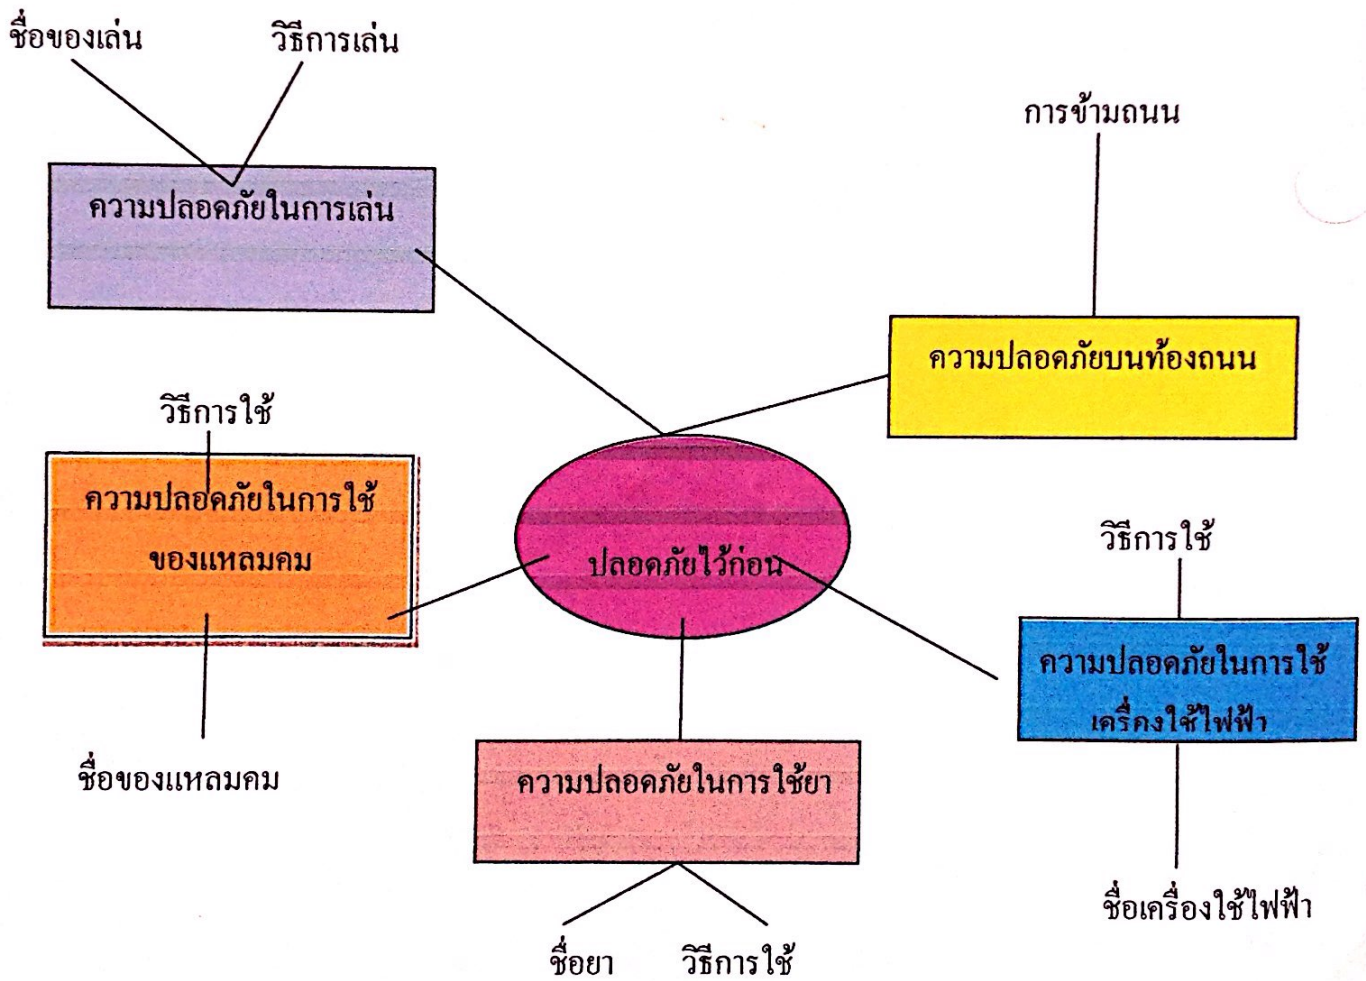 ชื่อของเล่น
วิธีการเล่น
การข้ามถนน
ความปลอดภัยในการเล่น
ความปลอดภัยบนท้องถนน
วิธีการใช้
ความปลอดภัยในการใช้
ของแหลมคม
ปลอดภัยไว้ก่อน
วิธีการใช้
ความปลอดภัยในการใช้
เครื่องใช้ไฟฟ้า
ชื่อของแหลมคม
ความปลอดภัยในการใช้ยา
ชื่อเครื่องใช้ไฟฟ้า
ชื่อยา
วิธีการใช้